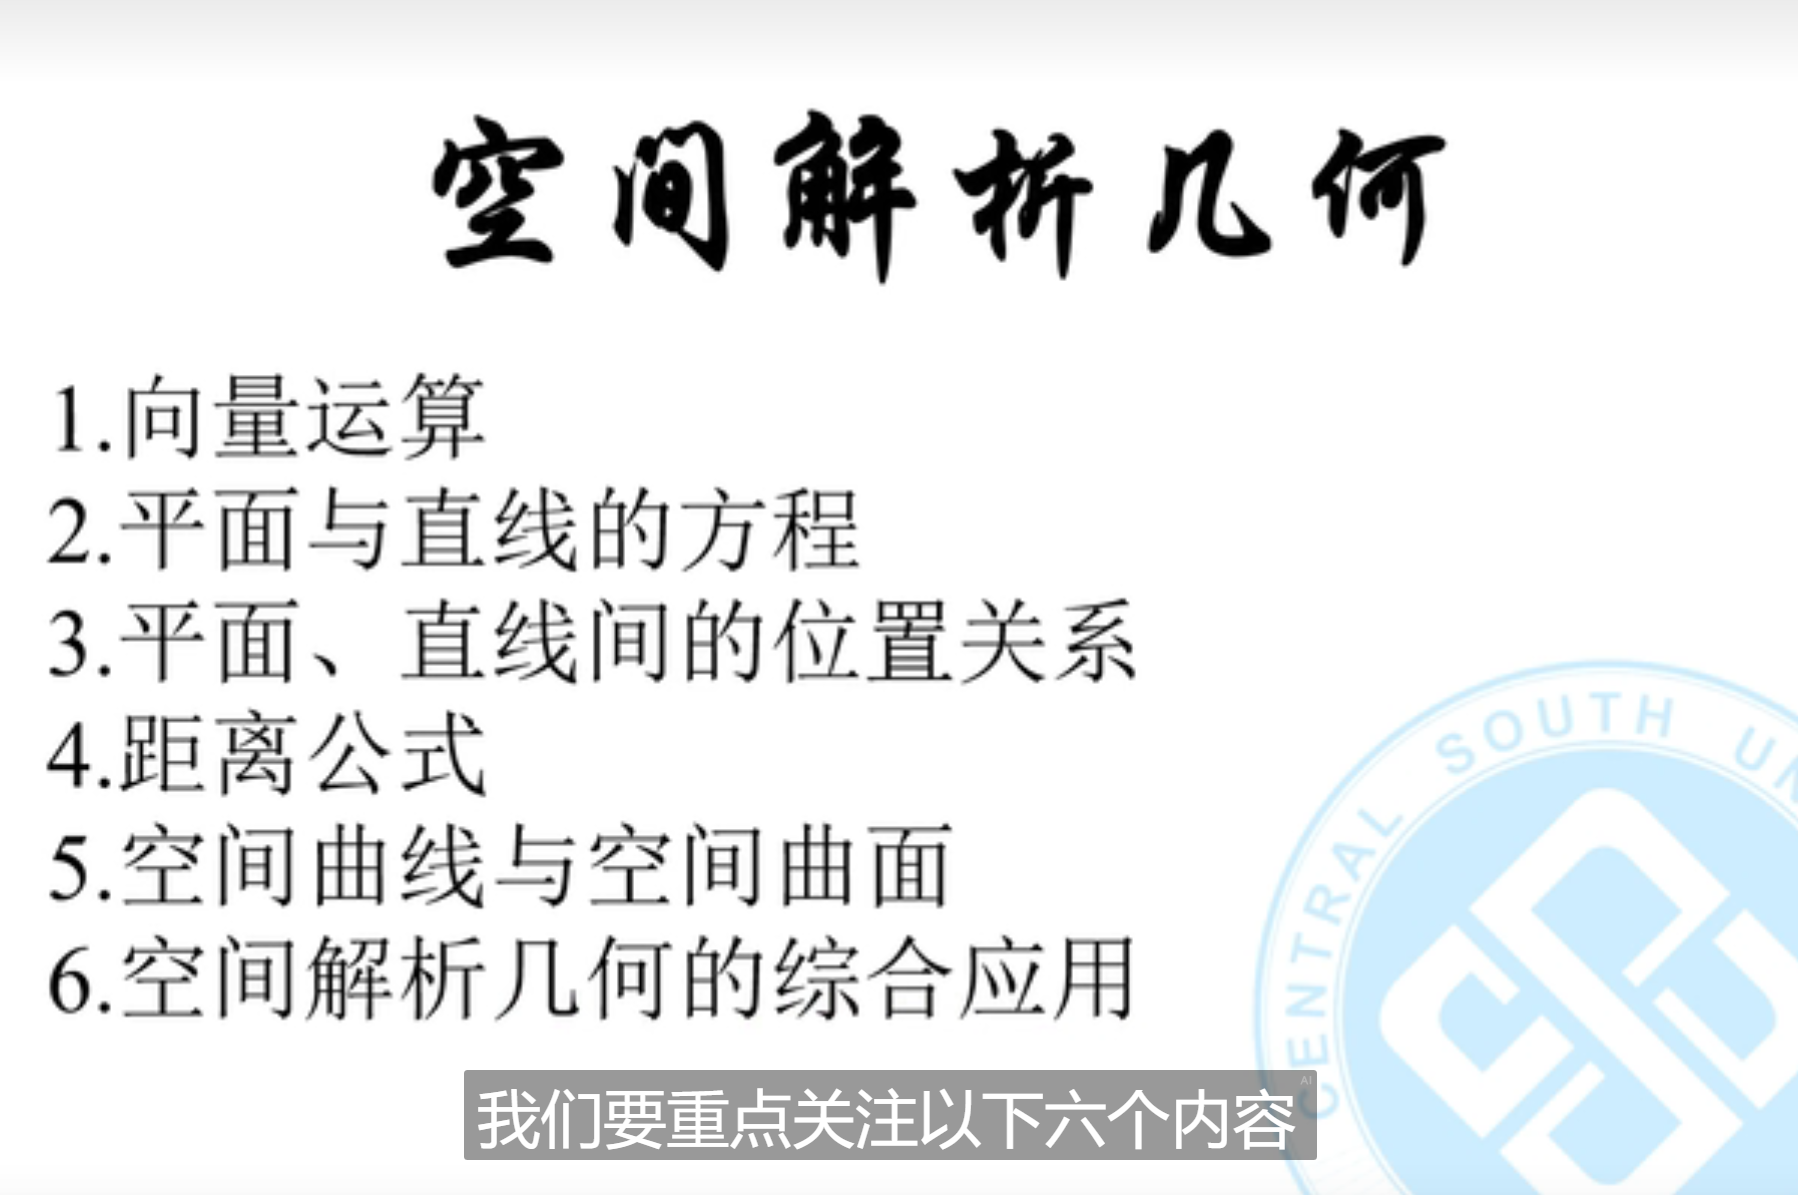 空间解析几何
1.向量运算
2.平面与直线的方程
3.平面、直线间的位置关系
4.距离公式
5.空间曲线与空间曲面
6.空间解析几何的综合应用
CENTRAL SOUTH
AI
我们要重点关注以下六个内容